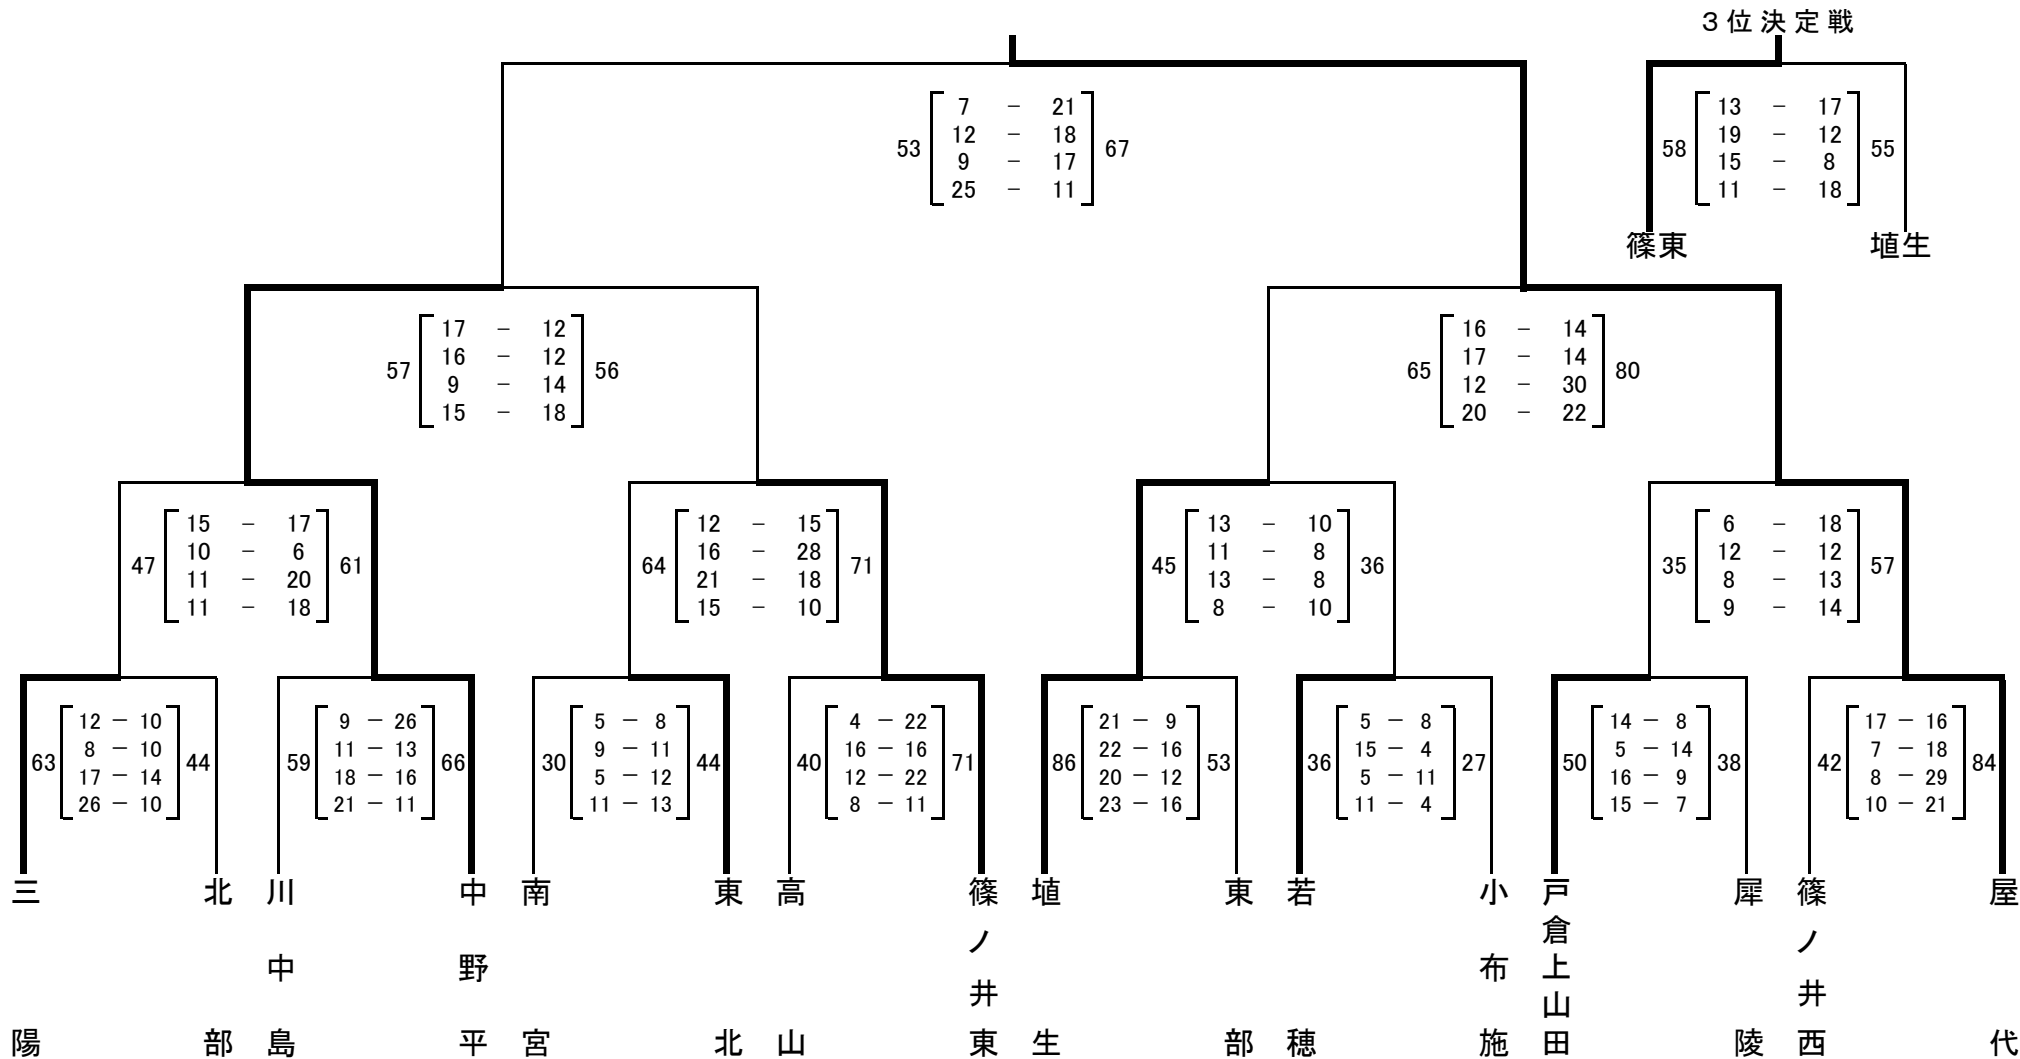 ３位決定戦
53 67
7 － 21
12 － 18
9 － 17
25 － 11
58 55
13 － 17
19 － 12
15 － 8
11 － 18
篠東 埴生
57 56
17 － 12
16 － 12
9 － 14
15 － 18
65 80
16 － 14
17 － 14
12 － 30
20 － 22
47 61
15 － 17
10 － 6
11 － 20
11 － 18
64 71
12 － 15
16 － 28
21 － 18
15 － 10
45 36
13 － 10
11 － 8
13 － 8
8 － 10
35 57
6 － 18
12 － 12
8 － 13
9 － 14
63 44
12 － 10
8 － 10
17 － 14
26 － 10
59 66
9 － 26
11 － 13
18 － 16
21 － 11
30 44
5 － 8
9 － 11
5 － 12
11 － 13
40 71
4 － 22
16 － 16
12 － 22
8 － 11
86 53
21 － 9
22 － 16
20 － 12
23 － 16
36 27
5 － 8
15 － 4
5 － 11
11 － 4
50 38
14 － 8
5 － 14
16 － 9
15 － 7
42 84
17 － 16
7 － 18
8 － 29
10 － 21
三陽
北部
川中島
中野平
南宮
東北
高山
篠ノ井東
埴生
東部
若穂
小布施
戸倉上山田
犀陵
篠ノ井西
屋代